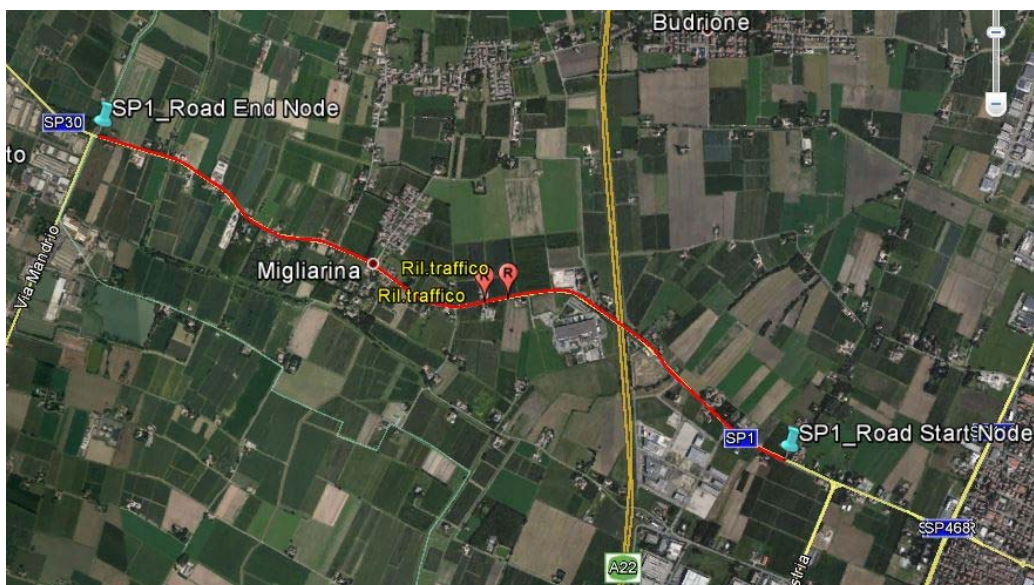 Budrione
SP1_Road End Node
SP30
to
Via Mandrio
Migliarina
Ril.traffico
R
R
Ril.traffico
SP1
SP1_Road Start Node
SP468
A22
stria